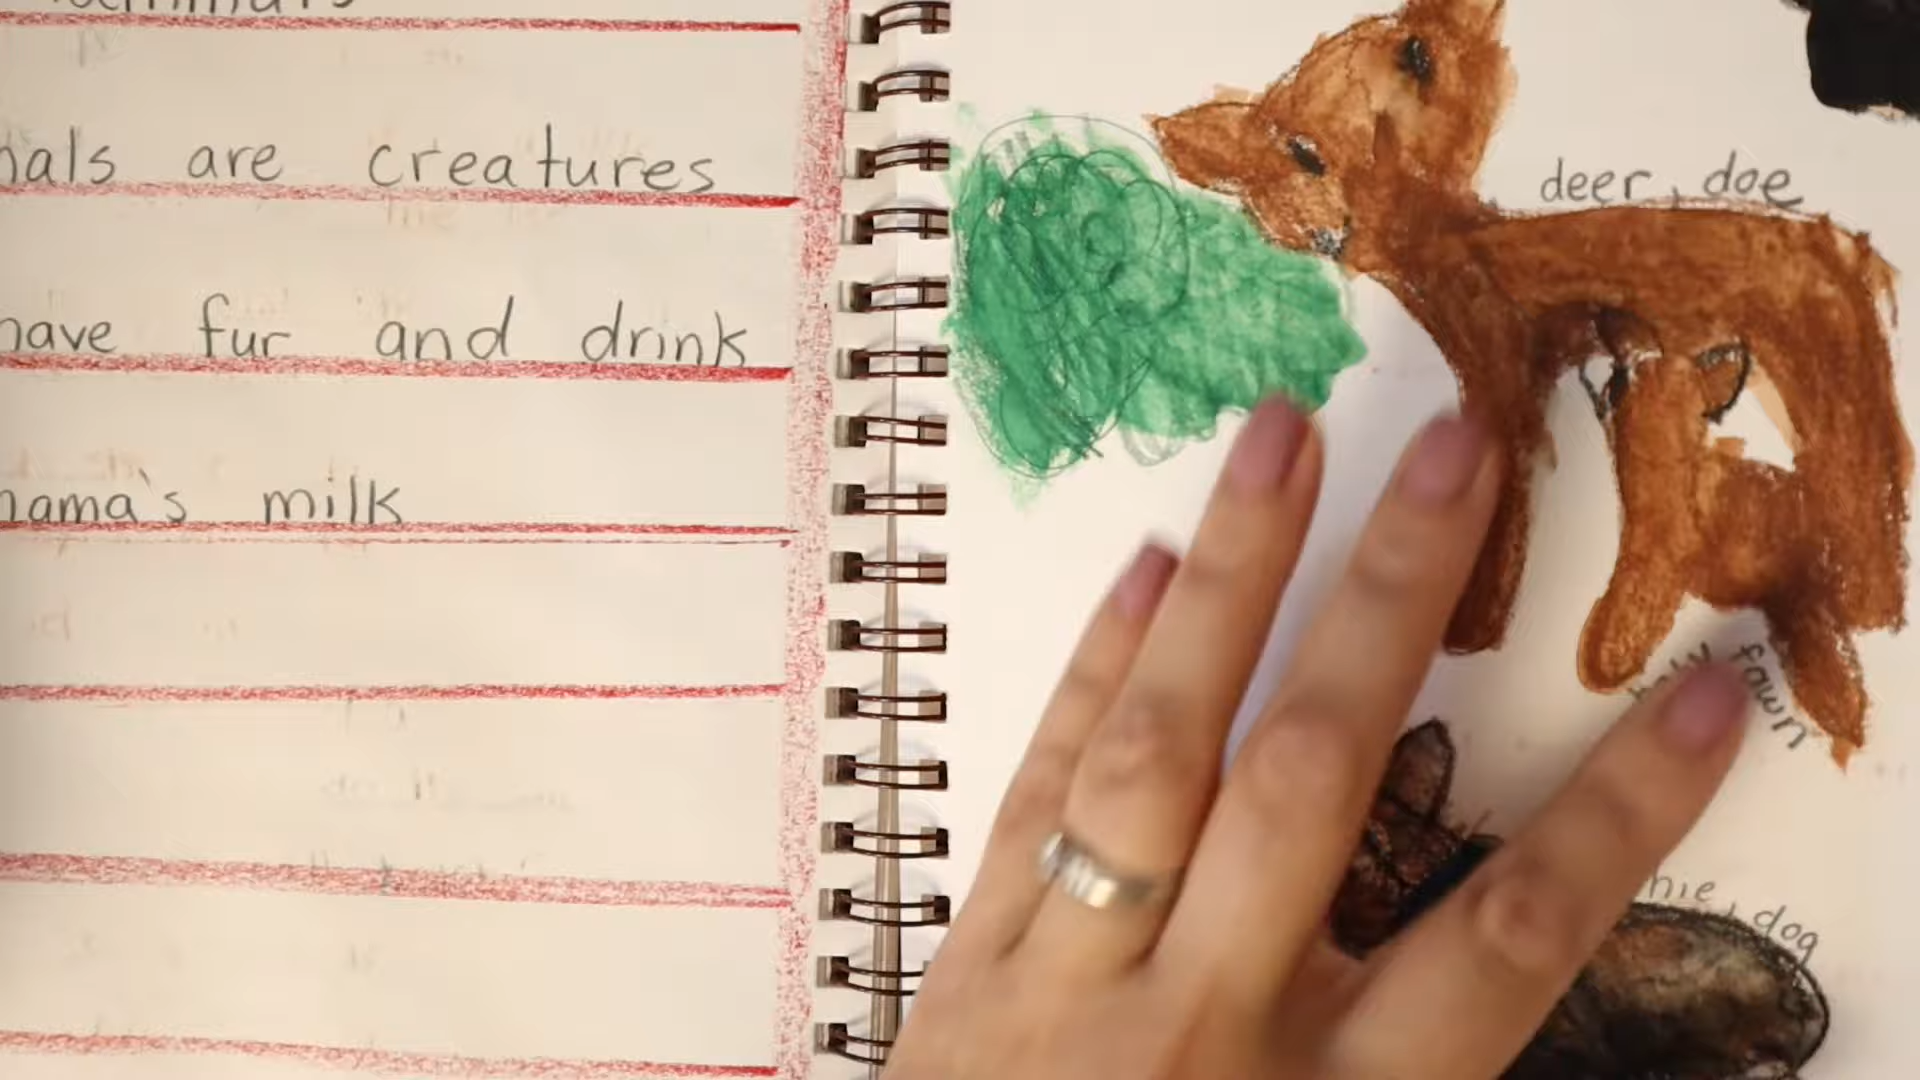 nals are creatures
have fur and drink
mama's milk
deer, doe
fawn
dog